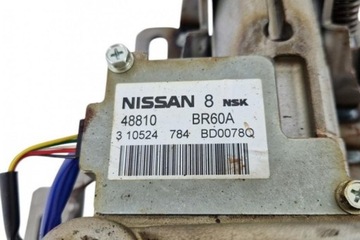 NISSAN 8 NSK
48810 BR60A
3 10524 784 BD0078Q